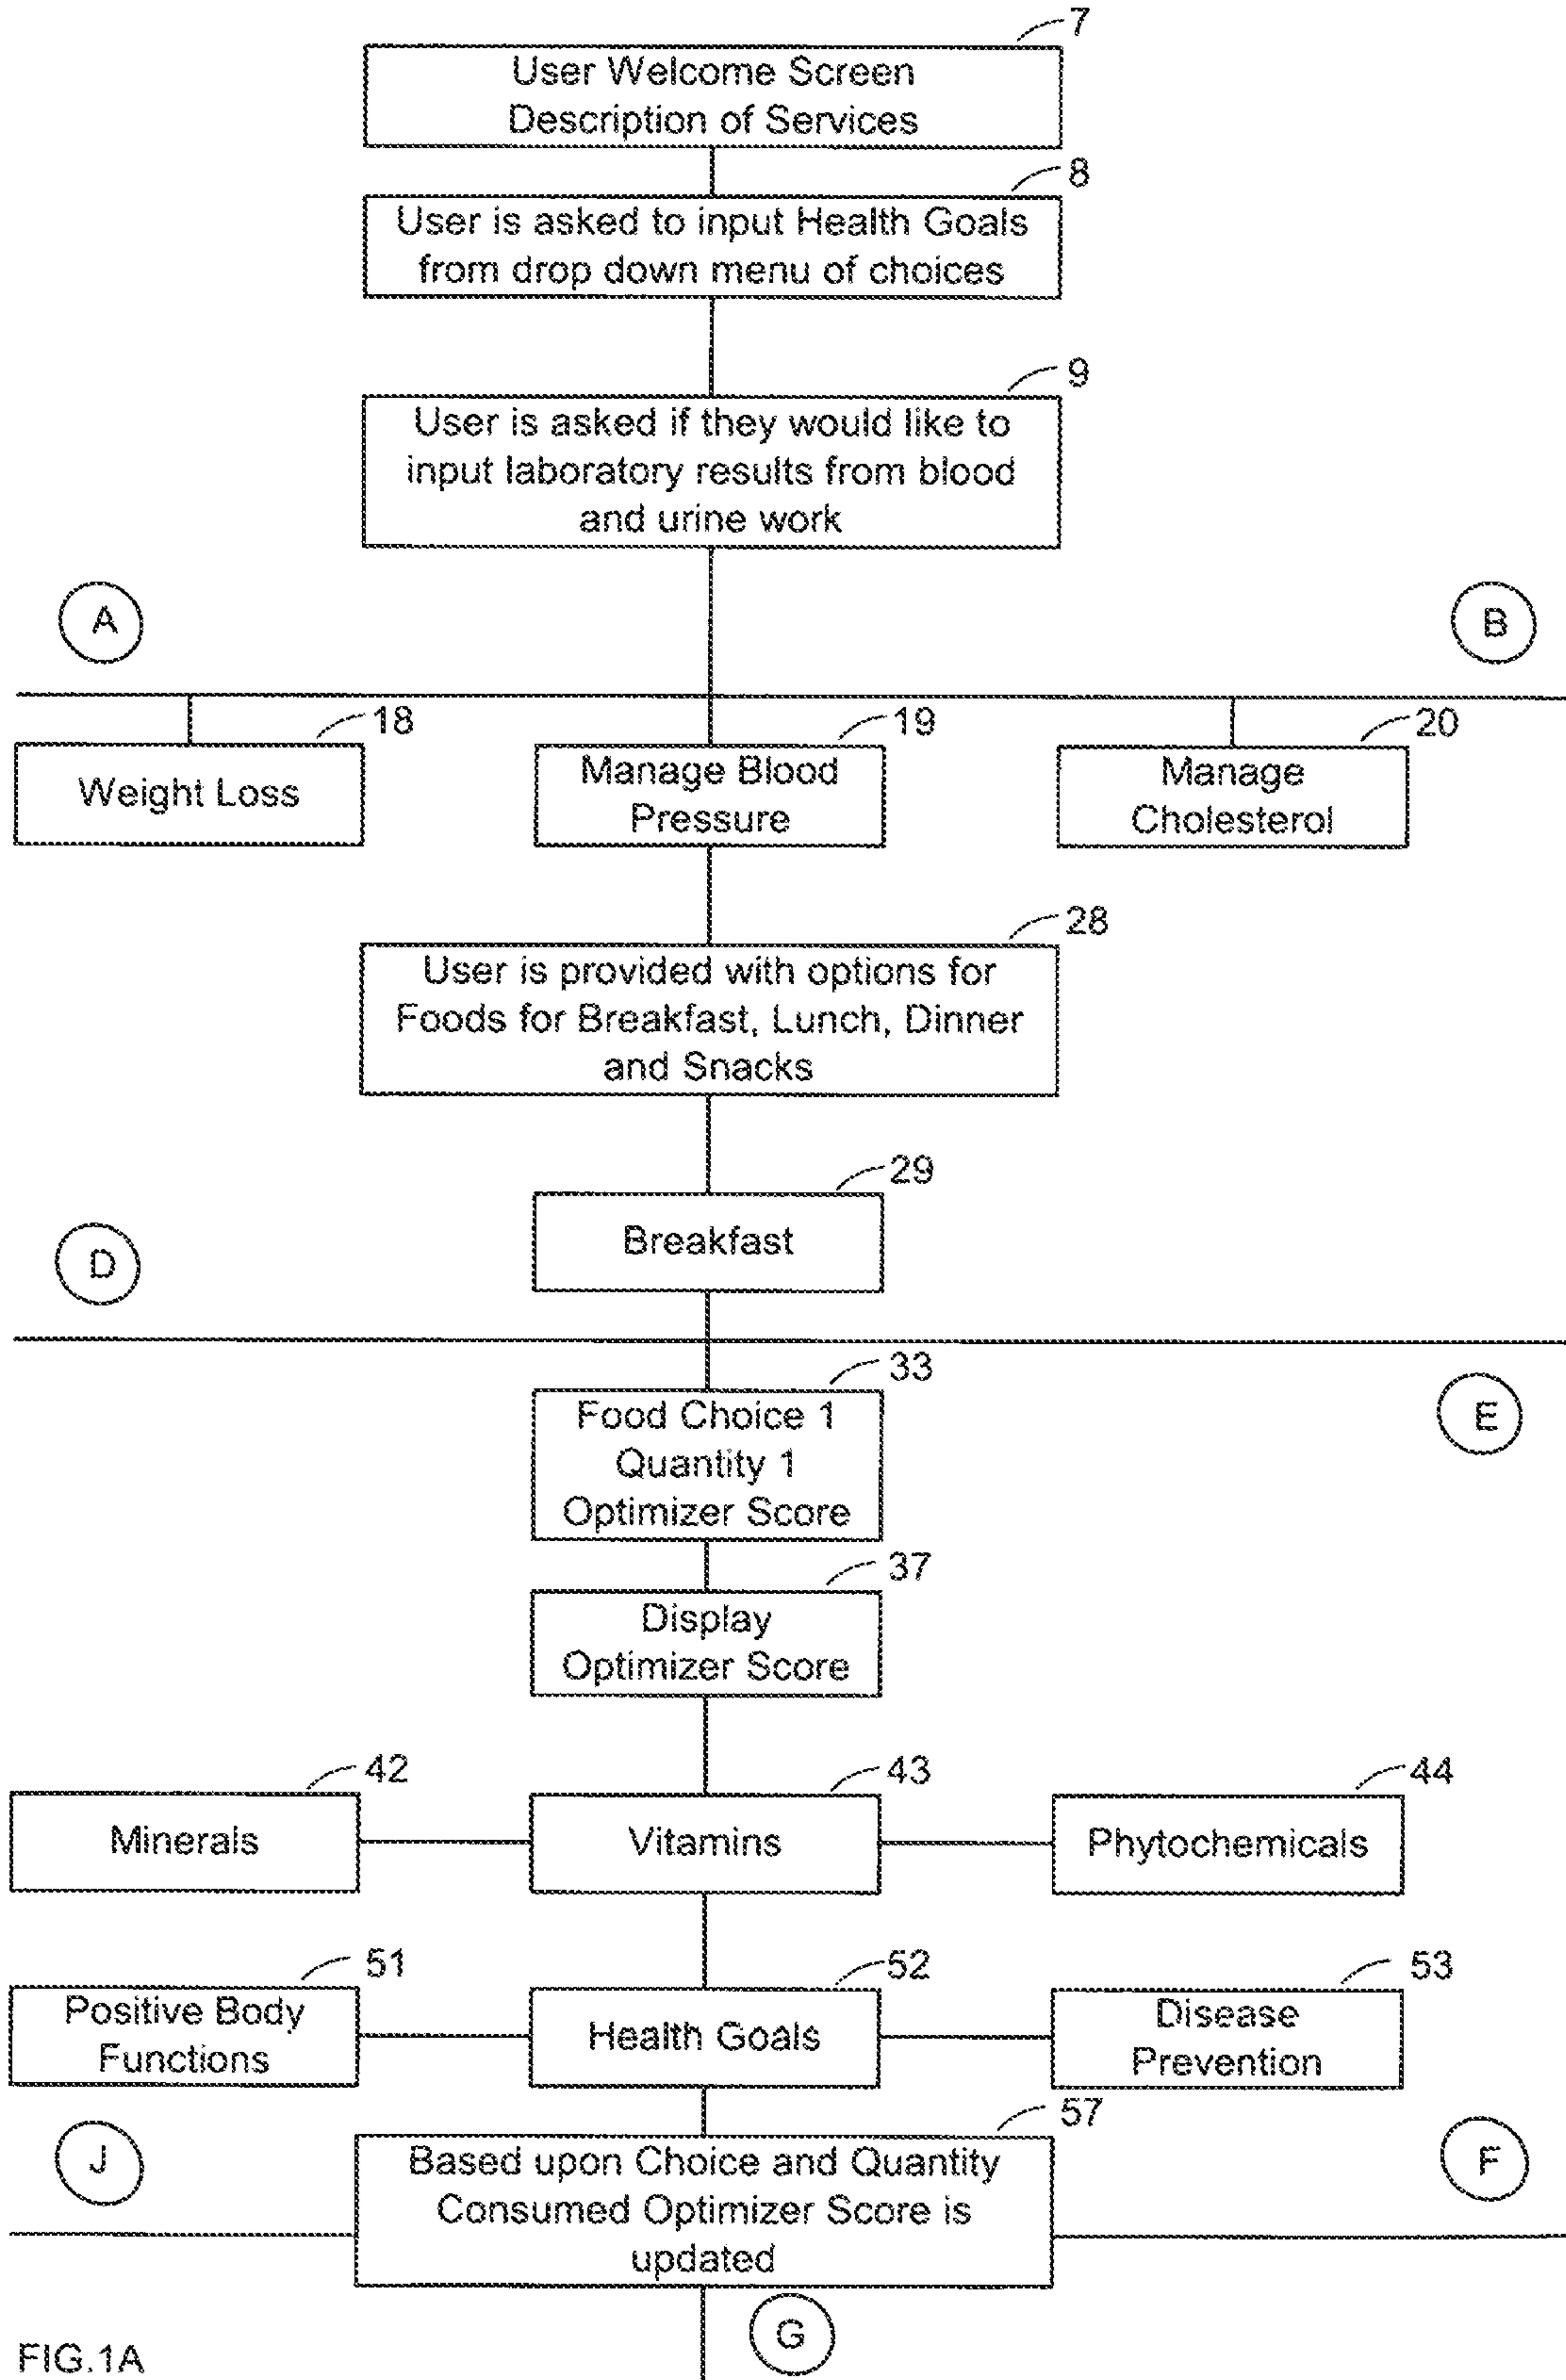 7
User Welcome Screen
Description of Services
8
User is asked to input Health Goals
from drop down menu of choices
9
User is asked if they would like to
input laboratory results from blood
and urine work
A
B
18
Weight Loss
19
Manage Blood
Pressure
20
Manage
Cholesterol
28
User is provided with options for
Foods for Breakfast, Lunch, Dinner
and Snacks
29
Breakfast
D
33
Food Choice 1
Quantity 1
Optimizer Score
E
37
Display
Optimizer Score
42
Minerals
43
Vitamins
44
Phytochemicals
51
Positive Body
Functions
52
Health Goals
53
Disease
Prevention
57
J
Based upon Choice and Quantity
Consumed Optimizer Score is
updated
F
G
FIG.1A